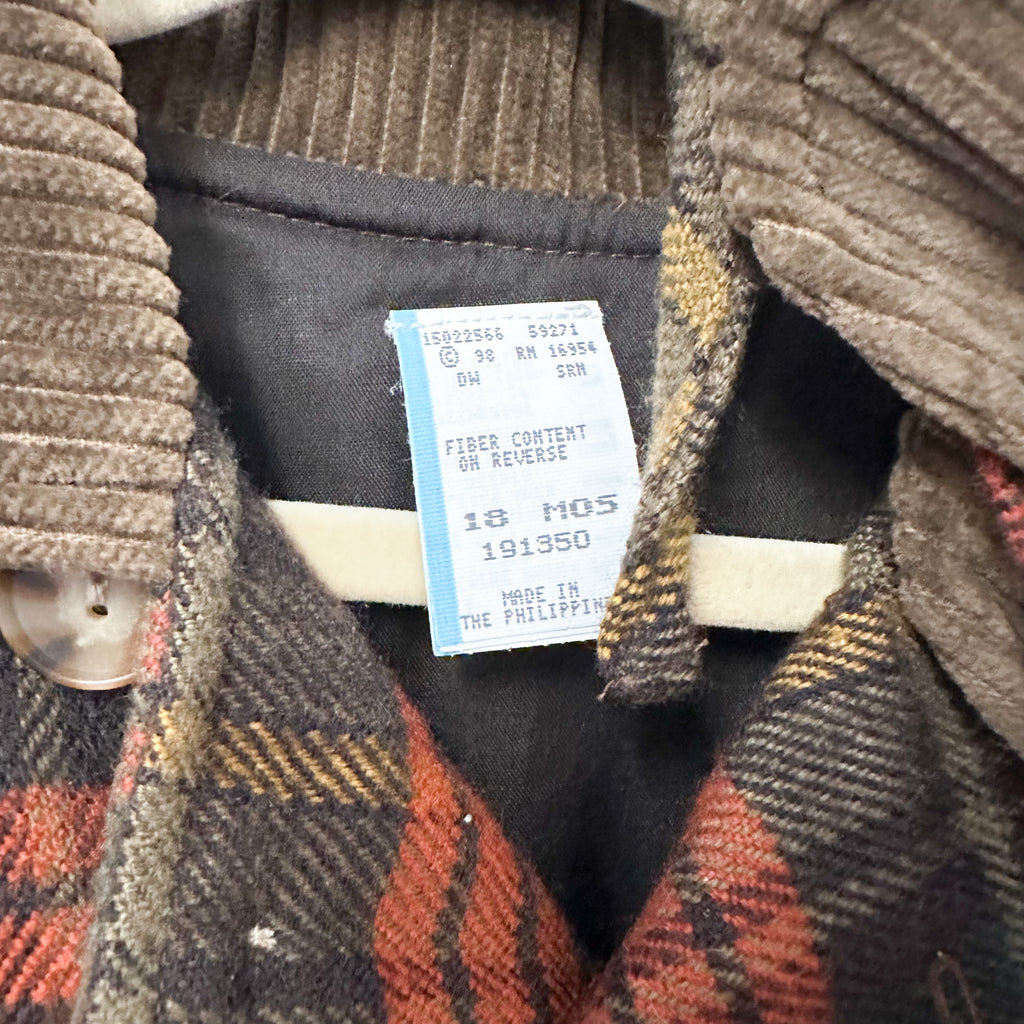 15022566 59271
© 98 RN 16954
DW SRN
FIBER CONTENT
ON REVERSE
18 MOS
191350
MADE IN
THE PHILIPPIN